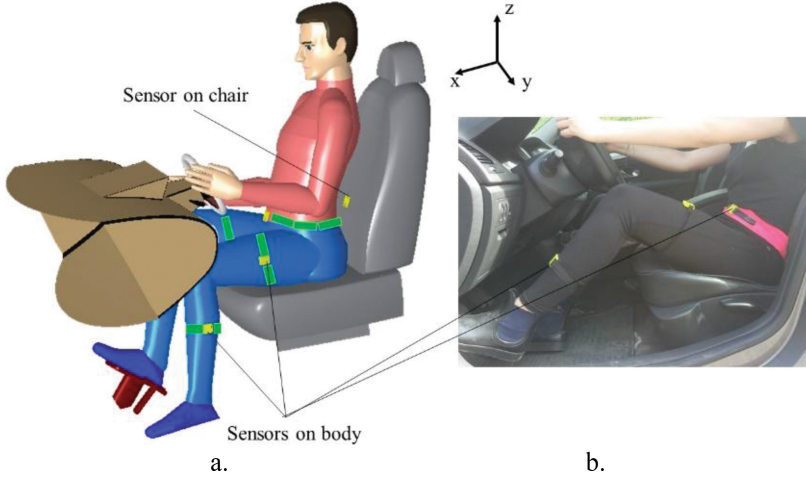 z
x
y
Sensor on chair
Sensors on body
a.
b.